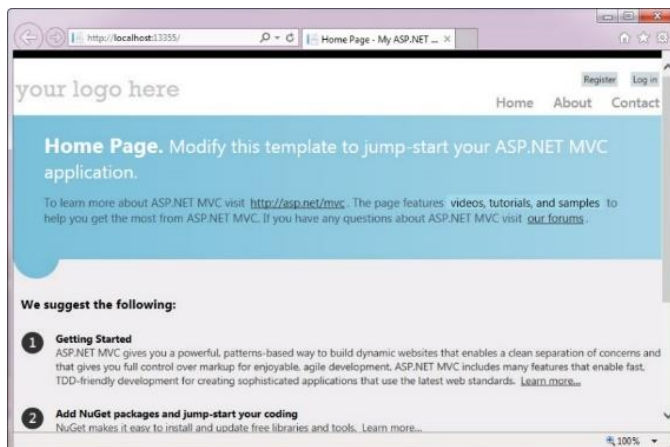 http://localhost:13355/
Home Page - My ASP.NET ...
Register Log in
your logo here
Home About Contact
Home Page. Modify this template to jump-start your ASP.NET MVC
application.
To learn more about ASP.NET MVC visit http://asp.net/mvc . The page features videos, tutorials, and samples to
help you get the most from ASP.NET MVC. If you have any questions about ASP.NET MVC visit our forums .
We suggest the following:
1 Getting Started
ASP.NET MVC gives you a powerful, patterns-based way to build dynamic websites that enables a clean separation of concerns and
that gives you full control over markup for enjoyable, agile development. ASP.NET MVC includes many features that enable fast,
TDD-friendly development for creating sophisticated applications that use the latest web standards. Learn more...
2 Add NuGet packages and jump-start your coding
NuGet makes it easy to install and update free libraries and tools. Learn more...
100%